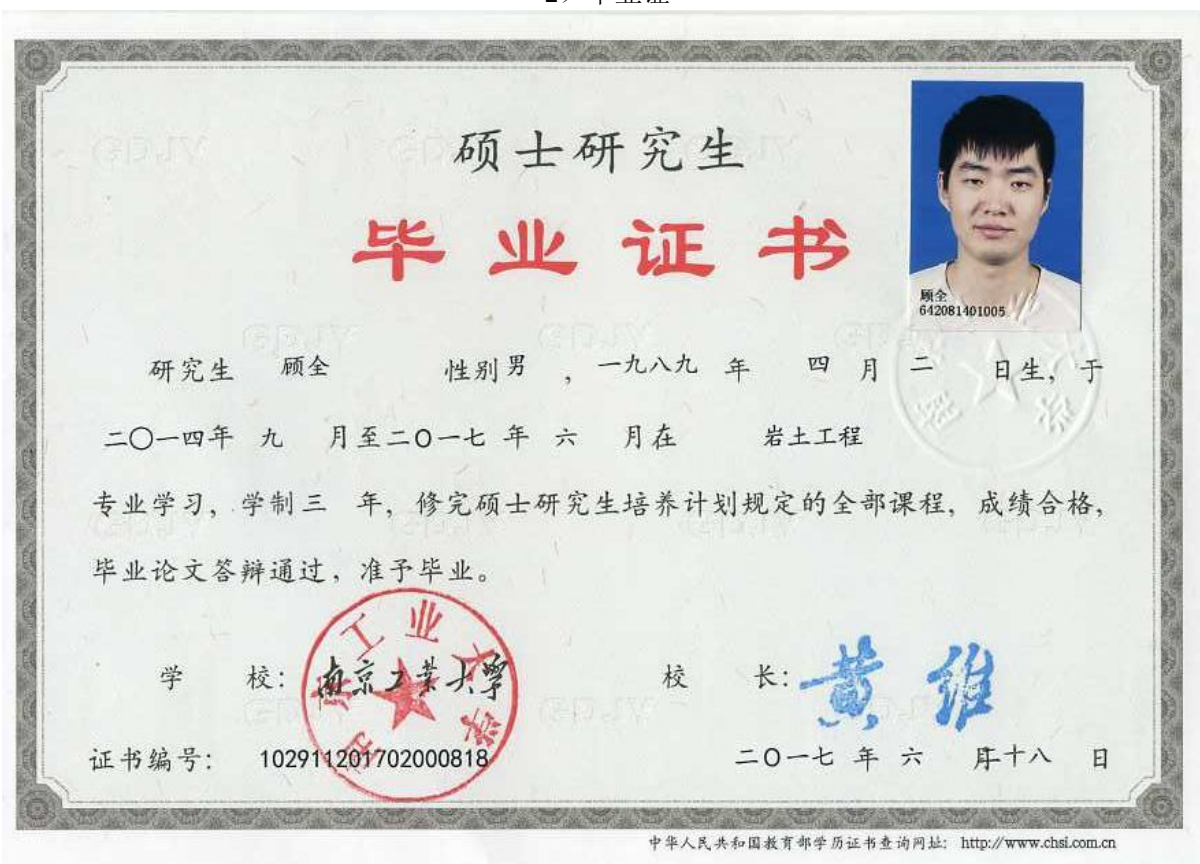 硕士研究生
毕业证书
顾全
642081401005
研究生 顾全 性别 男 , 一九八九 年 四 月 二 日生, 于
二〇一四年 九 月至二〇一七 年 六 月在 岩土工程
专业学习, 学制 三 年, 修完硕士研究生培养计划规定的全部课程, 成绩合格,
毕业论文答辩通过, 准予毕业。
学 校: 南京工业大学
校 长: 黄维
证书编号: 102911201702000818
二〇一七 年 六 月十八 日
中华人民共和国教育部学历证书查询网址: http://www.chsi.com.cn